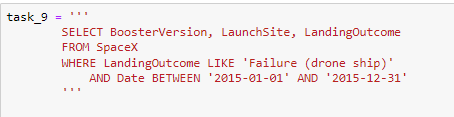 task_9 = '''
        SELECT BoosterVersion, LaunchSite, LandingOutcome
        FROM SpaceX
        WHERE LandingOutcome LIKE 'Failure (drone ship)'
            AND Date BETWEEN '2015-01-01' AND '2015-12-31'
        '''